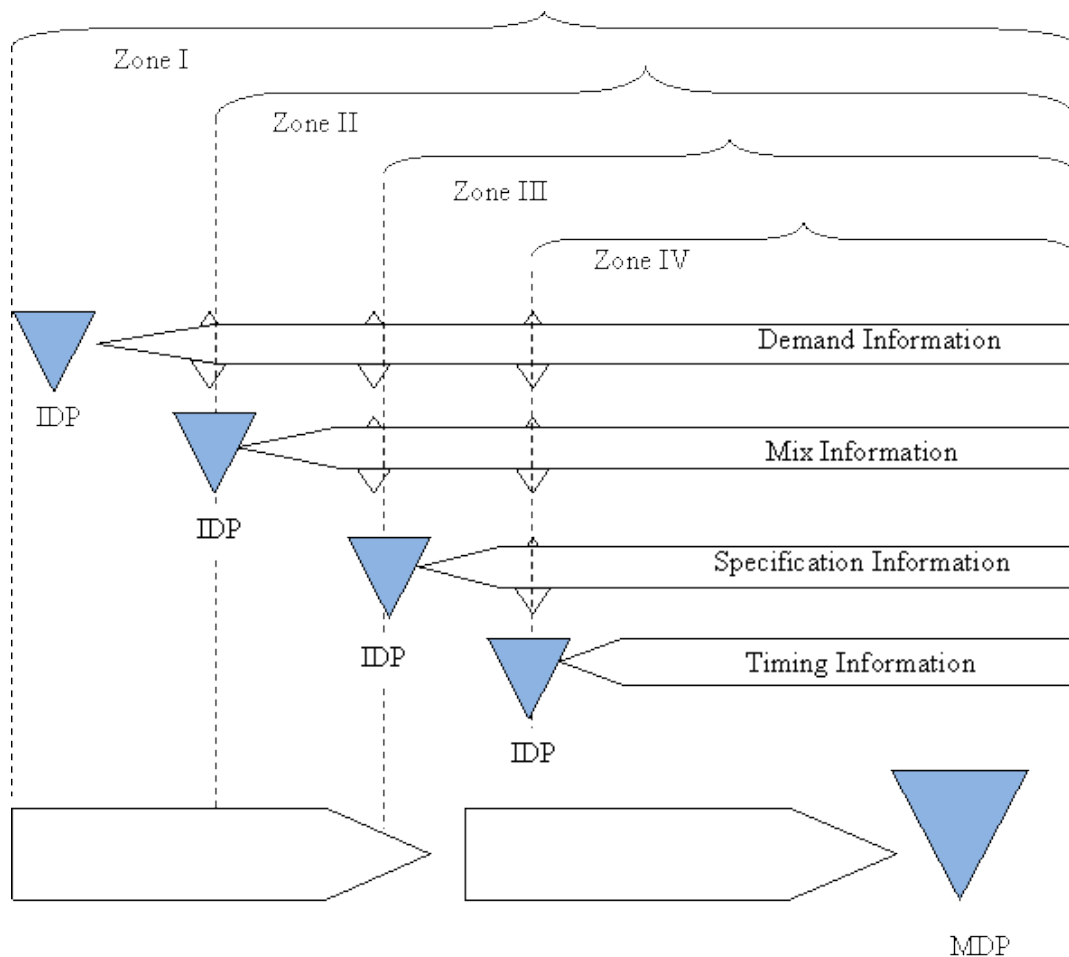 Zone I
Zone II
Zone III
Zone IV
Demand Information
IDP
Mix Information
IDP
Specification Information
IDP
Timing Information
IDP
MDP